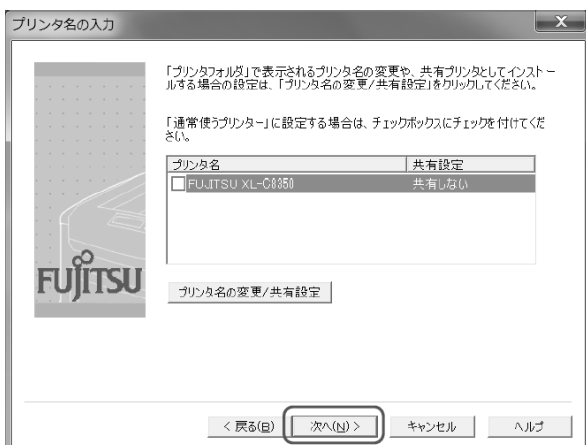 プリンタ名の入力
「プリンタフォルダ」で表示されるプリンタ名の変更や、共有プリンタとしてインストー
ルする場合の設定は、「プリンタ名の変更/共有設定」をクリックしてください。
「通常使うプリンター」に設定する場合は、チェックボックスにチェックを付けてくだ
さい。
プリンタ名 共有設定
FUJITSU XL-C8350 共有しない
FUJITSU
プリンタ名の変更/共有設定
< 戻る(B) 次へ(N) > キャンセル ヘルプ